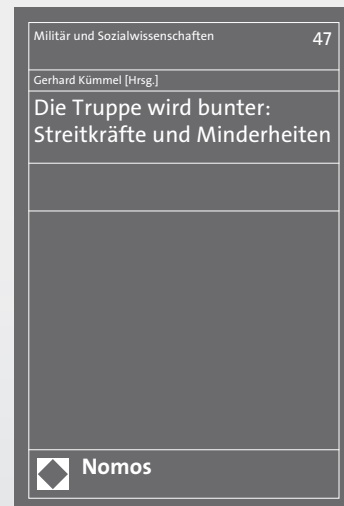 Militär und Sozialwissenschaften 47
Gerhard Kümmel [Hrsg.]
Die Truppe wird bunter:
Streitkräfte und Minderheiten
Nomos